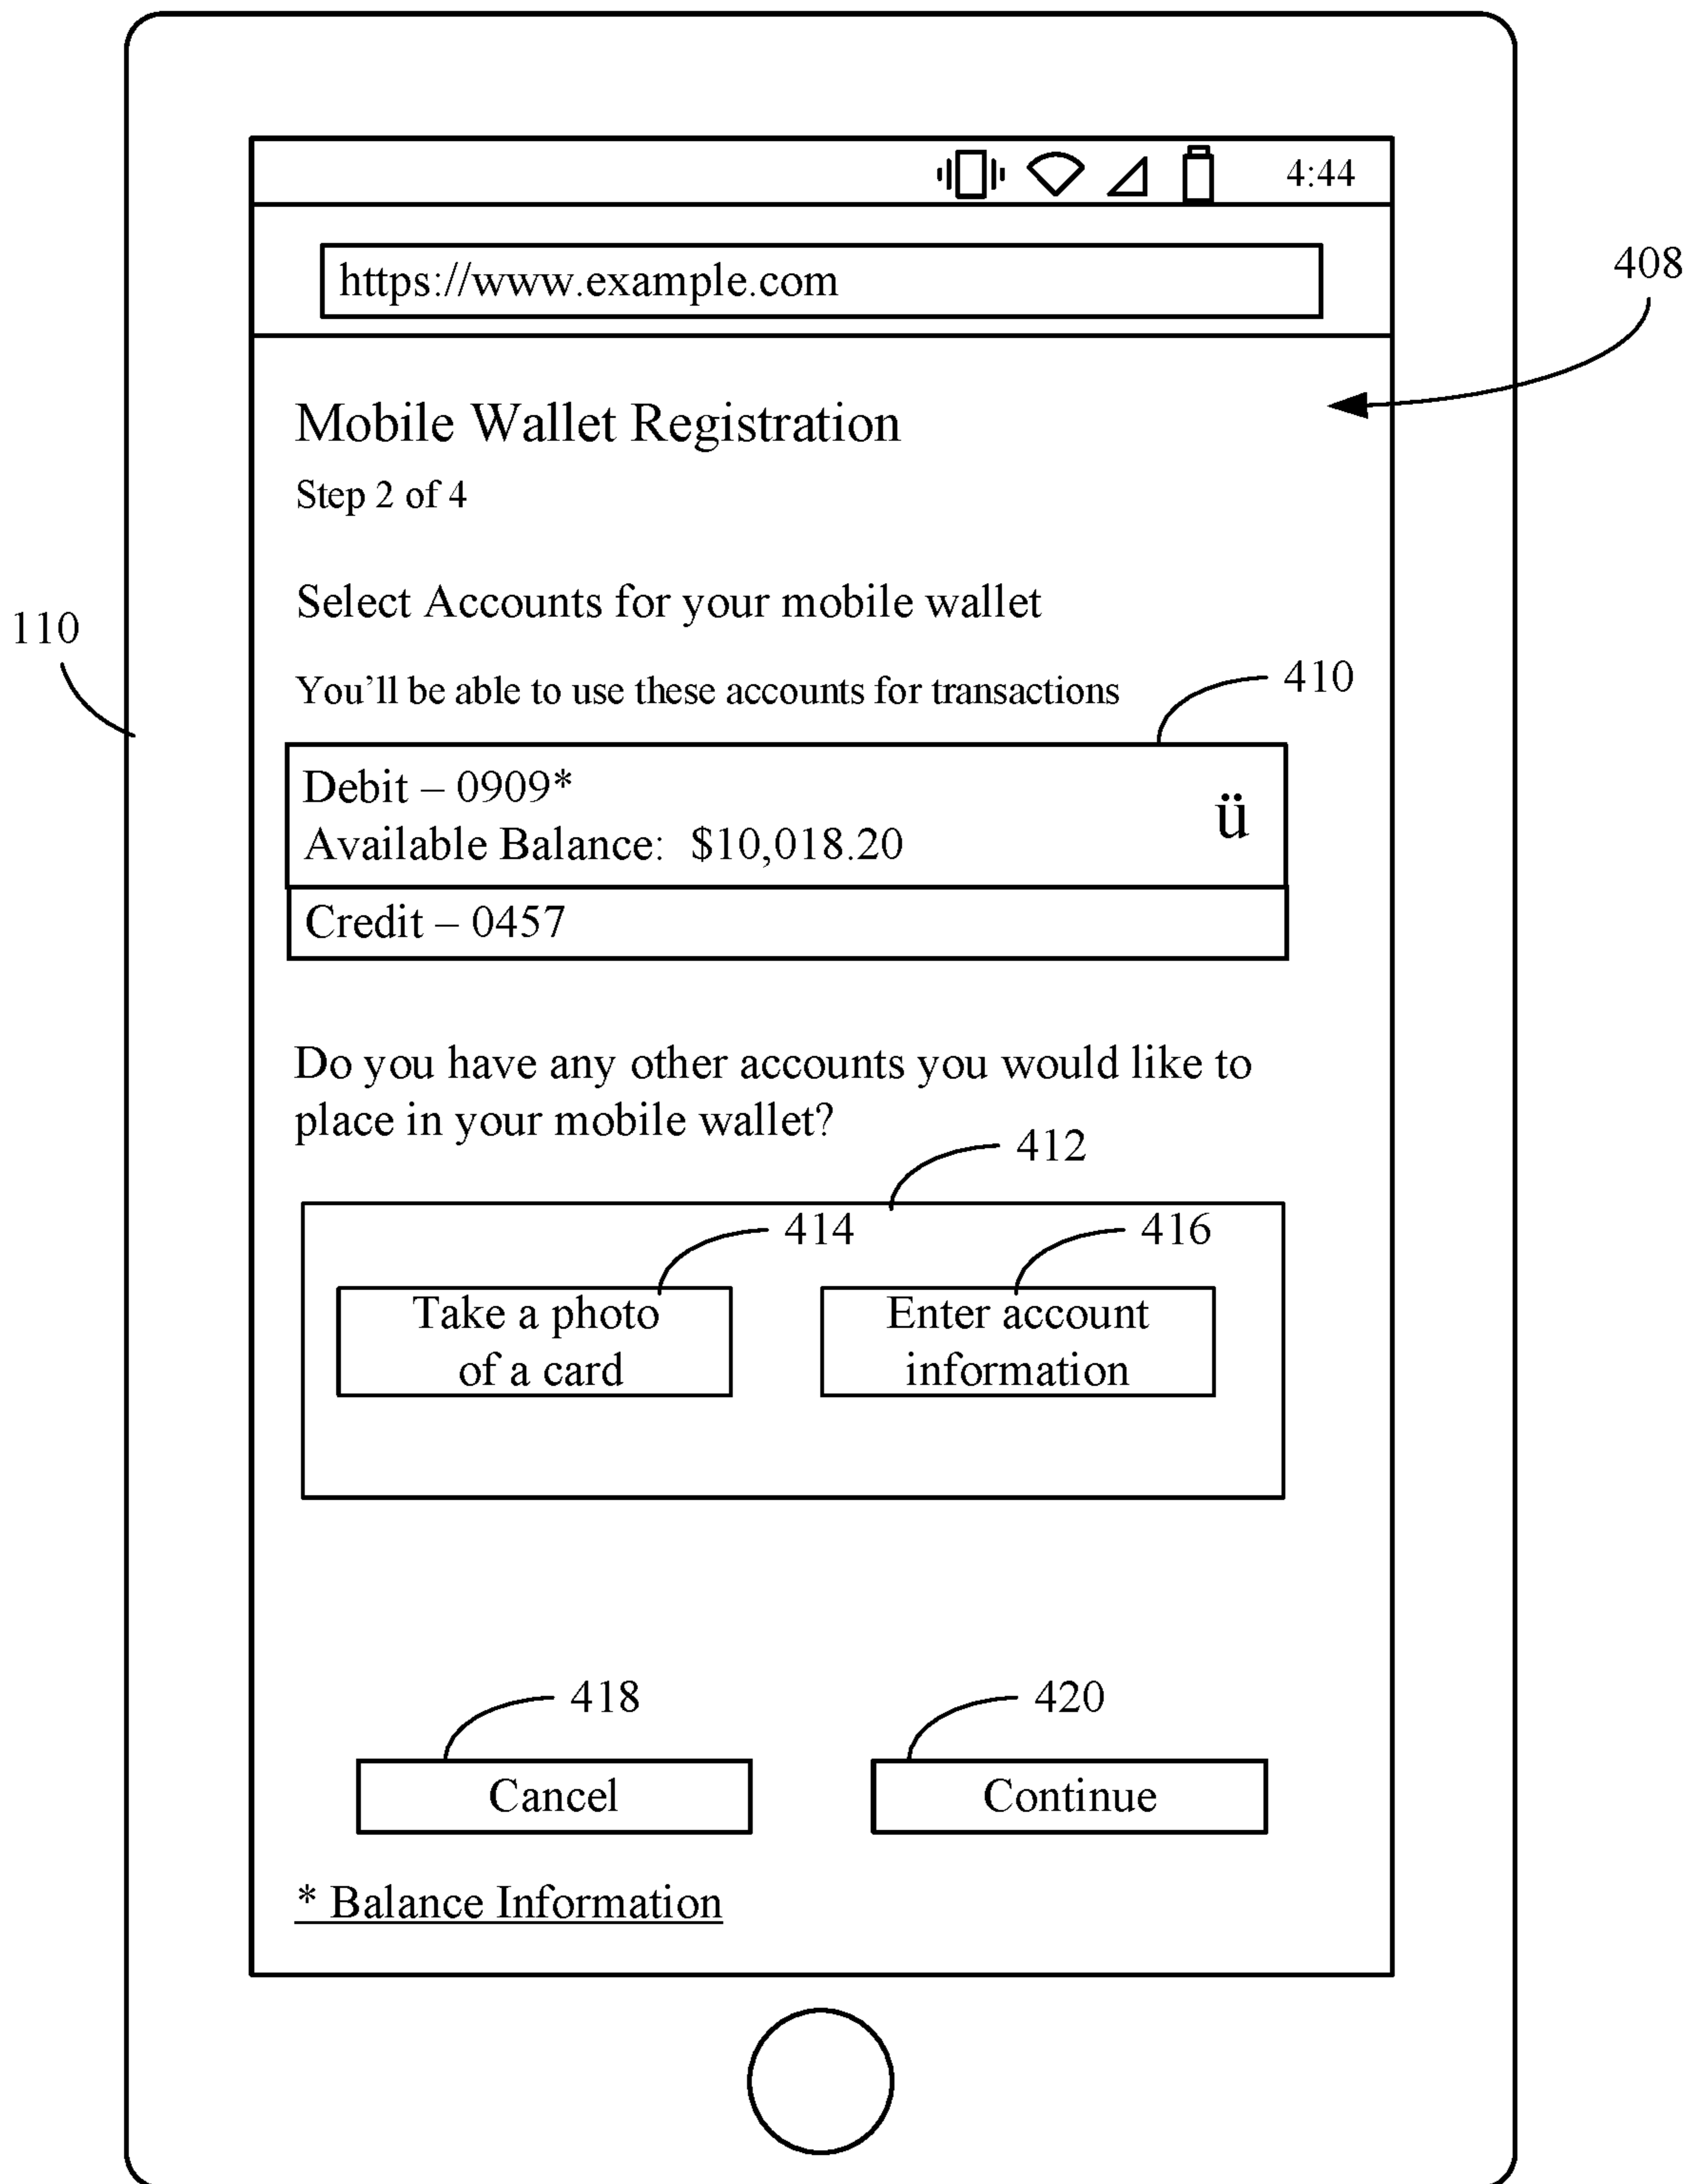 4:44
https://www.example.com
408
Mobile Wallet Registration
Step 2 of 4
Select Accounts for your mobile wallet
110
You’ll be able to use these accounts for transactions
410
Debit – 0909*
ü
Available Balance:  $10,018.20
Credit – 0457
Do you have any other accounts you would like to
place in your mobile wallet?
412
414
416
Take a photo
of a card
Enter account
information
418
420
Cancel
Continue
* Balance Information